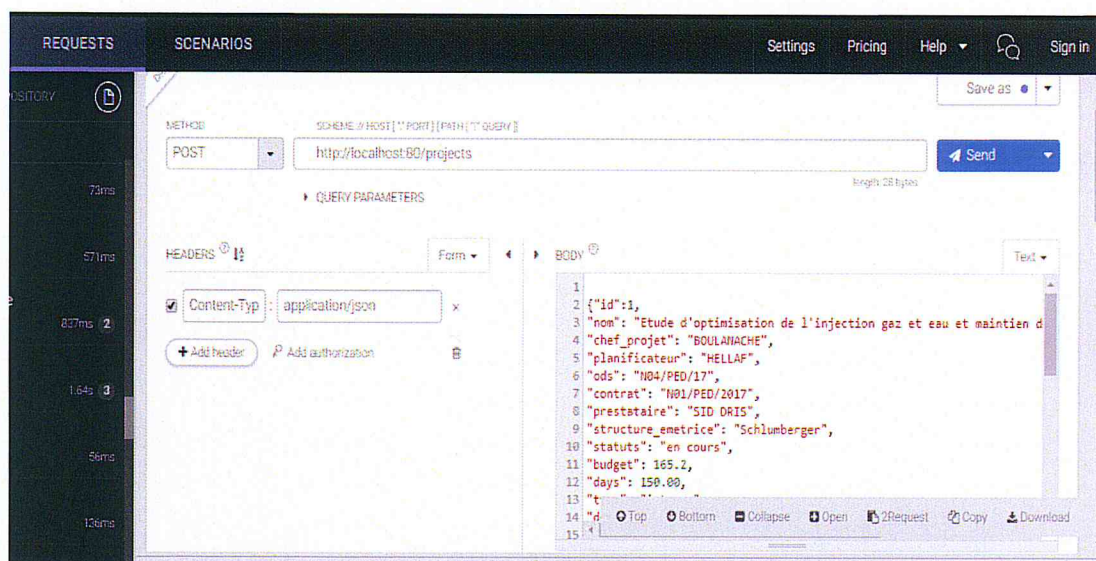 REQUESTS SCENARIOS Settings Pricing Help Sign in
OSITORY
Save as
METHOD
SCHEME :// HOST [ ":" PORT ] [ PATH [ "?" QUERY ]]
POST
http://localhost:80/projects
Send
length: 28 bytes
QUERY PARAMETERS
73ms
571ms
837ms 2
1.64s 3
56ms
136ms
HEADERS
Form
Content-Typ : application/json ×
+ Add header
Add authorization
BODY
Text
1
2 {"id":1,
3 "nom": "Etude d'optimisation de l'injection gaz et eau et maintien d
4 "chef_projet": "BOULANACHE",
5 "planificateur": "HELLAF",
6 "ods": "N04/PED/17",
7 "contrat": "N01/PED/2017",
8 "prestataire": "SID DRIS",
9 "structure_emetrice": "Schlumberger",
10 "statuts": "en cours",
11 "budget": 165.2,
12 "days": 150.00,
13 "t
14 "d
15
Top Bottom Collapse Open 2Request Copy Download